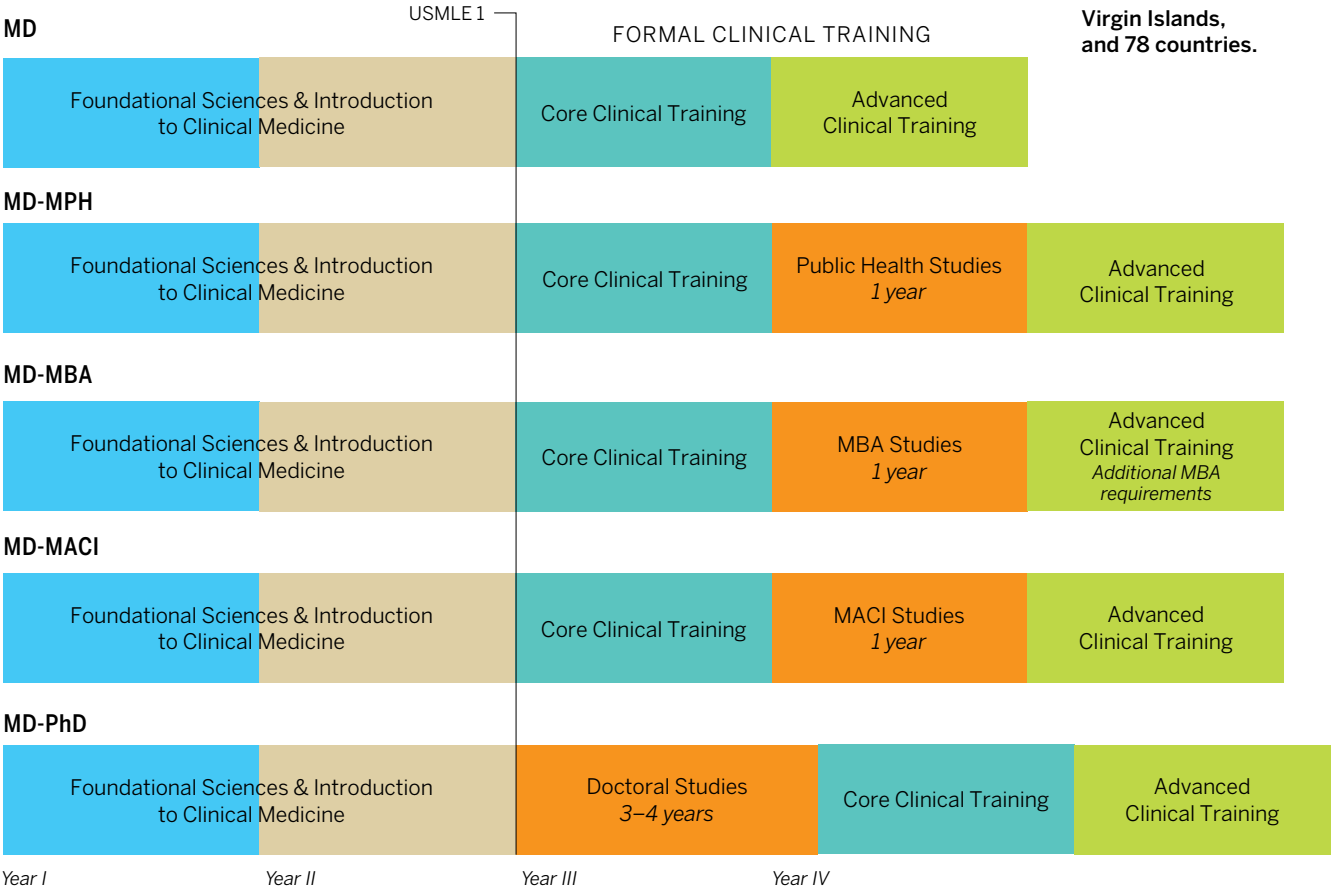 USMLE 1
MD
FORMAL CLINICAL TRAINING
Virgin Islands,
and 78 countries.
Foundational Sciences & Introduction
to Clinical Medicine
Core Clinical Training
Advanced
Clinical Training
MD-MPH
Foundational Sciences & Introduction
to Clinical Medicine
Core Clinical Training
Public Health Studies
1 year
Advanced
Clinical Training
MD-MBA
Foundational Sciences & Introduction
to Clinical Medicine
Core Clinical Training
MBA Studies
1 year
Advanced
Clinical Training
Additional MBA
requirements
MD-MACI
Foundational Sciences & Introduction
to Clinical Medicine
Core Clinical Training
MACI Studies
1 year
Advanced
Clinical Training
MD-PhD
Foundational Sciences & Introduction
to Clinical Medicine
Doctoral Studies
3–4 years
Core Clinical Training
Advanced
Clinical Training
Year I
Year II
Year III
Year IV